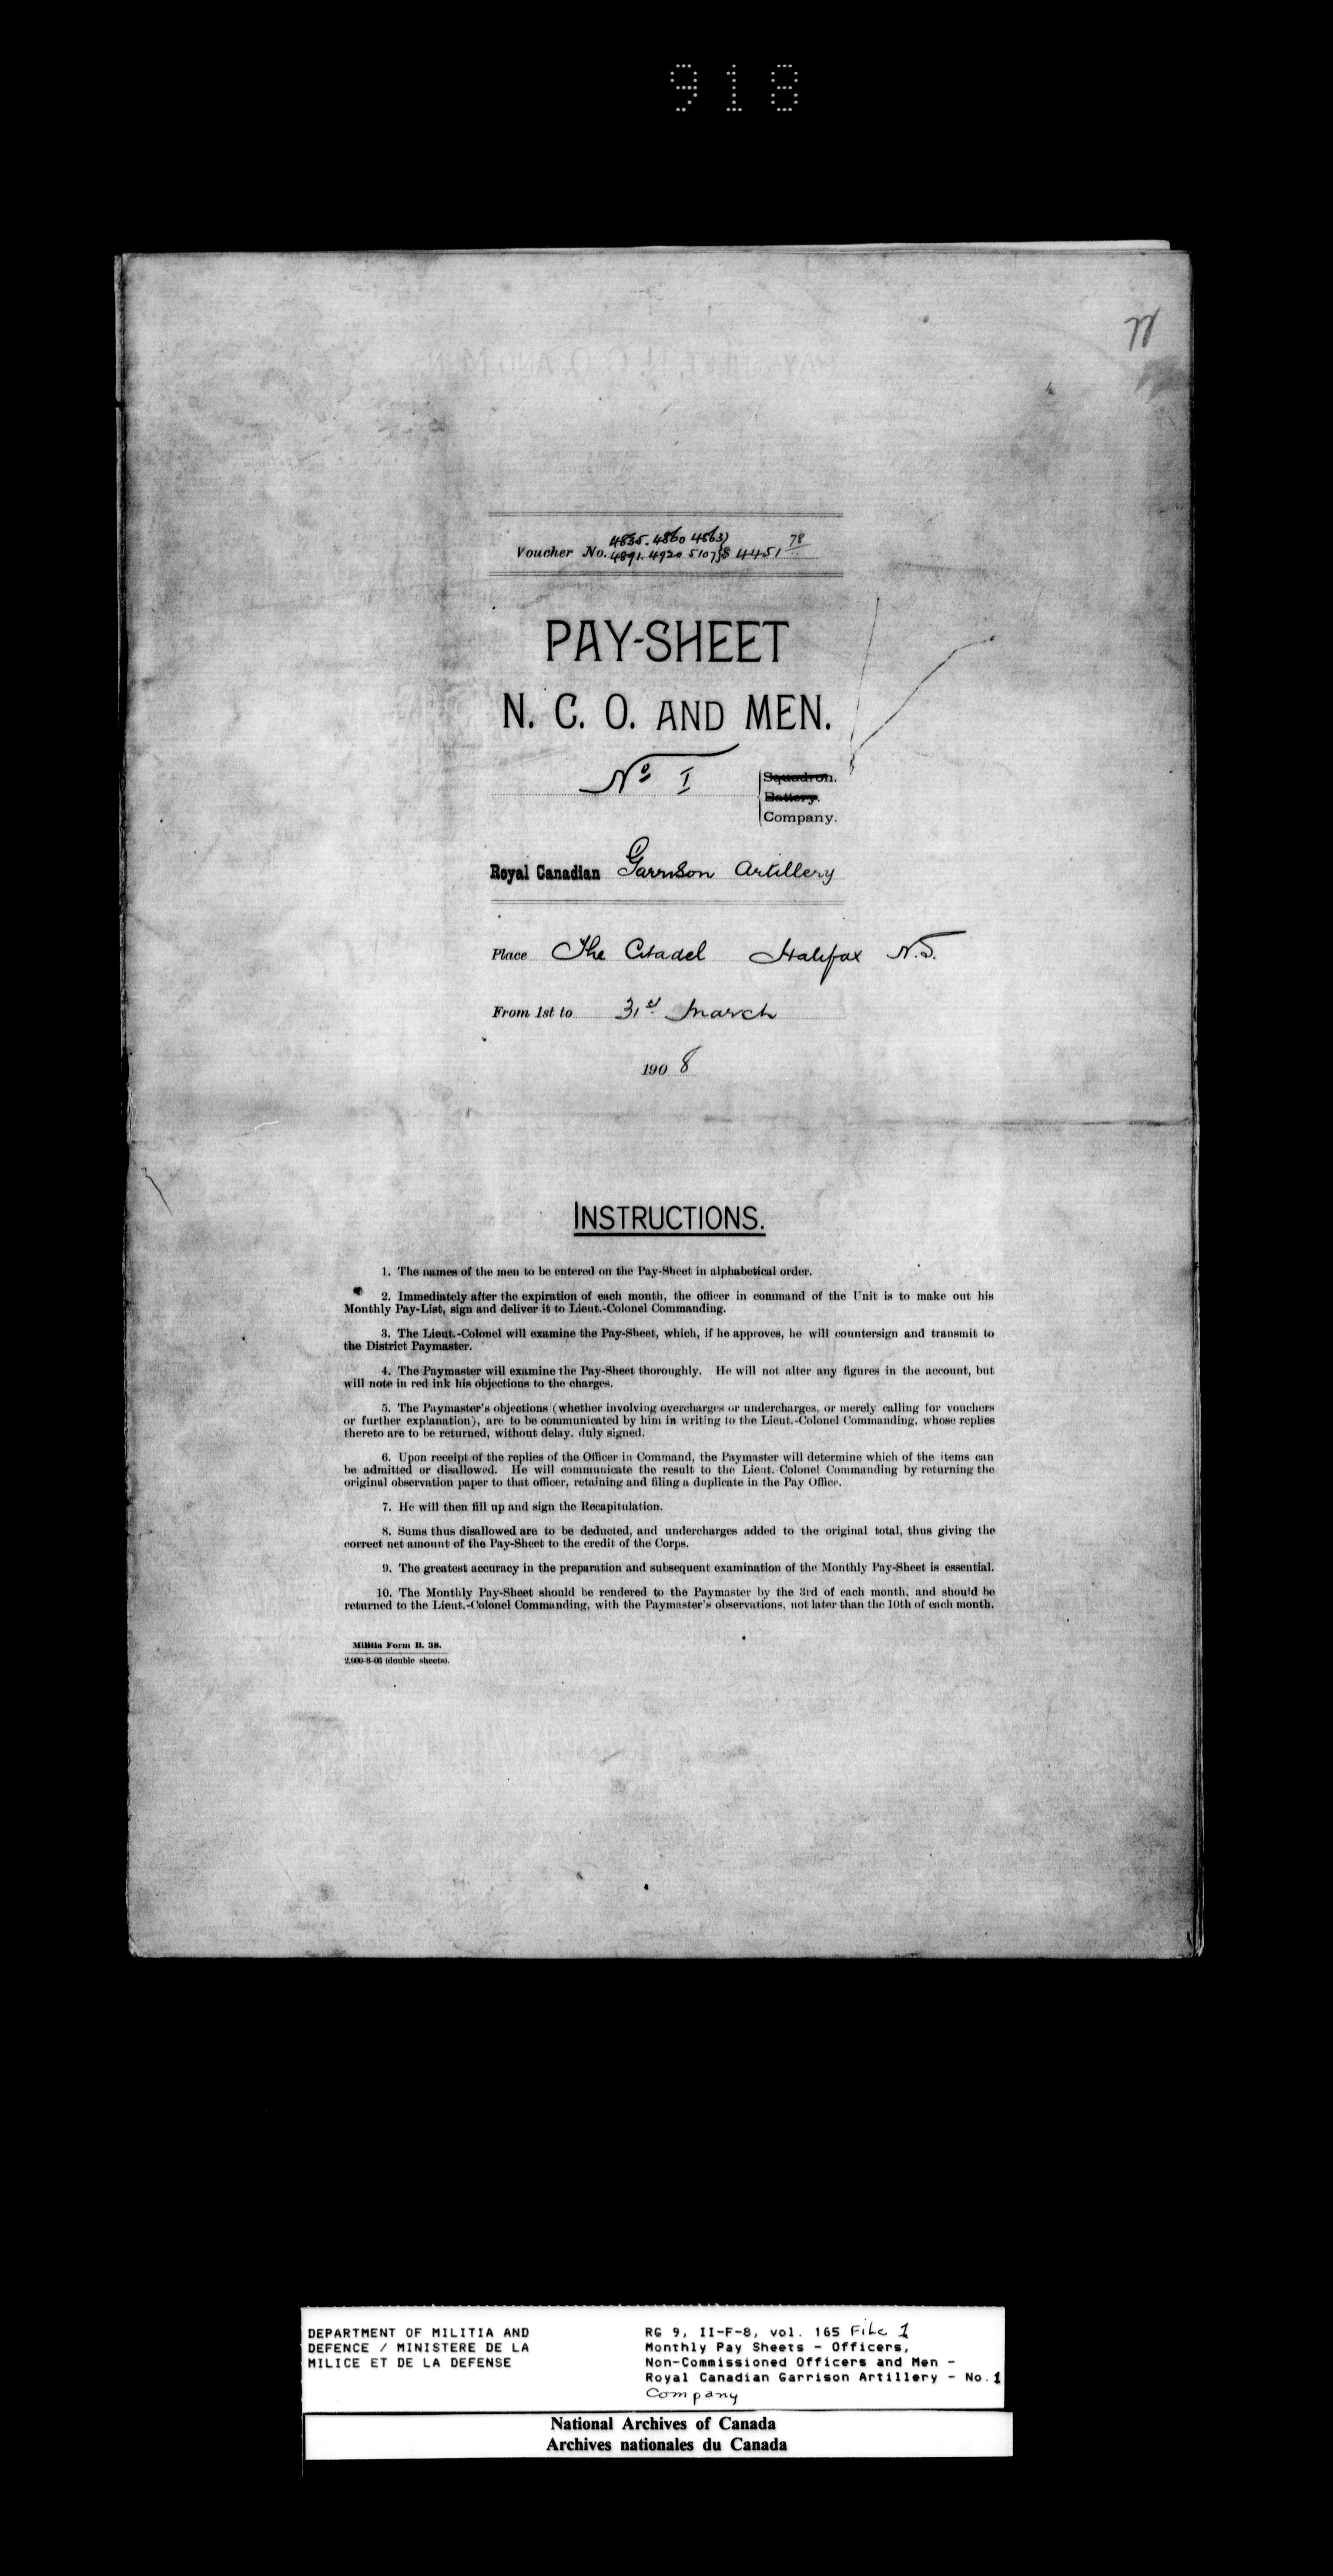 918
Voucher No. 4835. 4860 4863}
4891. 4920 5107} $ 4451 78
PAY-SHEET
N. C. O. AND MEN.
No I
Squadron.
Battery.
Company.
Royal Canadian Garrison Artillery
Place The Citadel Halifax N.S.
From 1st to 31st March
1908
INSTRUCTIONS.
1. The names of the men to be entered on the Pay-Sheet in alphabetical order.
2. Immediately after the expiration of each month, the officer in command of the Unit is to make out his
Monthly Pay-List, sign and deliver it to Lieut.-Colonel Commanding.
3. The Lieut.-Colonel will examine the Pay-Sheet, which, if he approves, he will countersign and transmit to
the District Paymaster.
4. The Paymaster will examine the Pay-Sheet thoroughly. He will not alter any figures in the account, but
will note in red ink his objections to the charges.
5. The Paymaster's objections (whether involving overcharges or undercharges, or merely calling for vouchers
or further explanation), are to be communicated by him in writing to the Lieut.-Colonel Commanding, whose replies
thereto are to be returned, without delay, duly signed.
6. Upon receipt of the replies of the Officer in Command, the Paymaster will determine which of the items can
be admitted or disallowed. He will communicate the result to the Lieut. Colonel Commanding by returning the
original observation paper to that officer, retaining and filing a duplicate in the Pay Office.
7. He will then fill up and sign the Recapitulation.
8. Sums thus disallowed are to be deducted, and undercharges added to the original total, thus giving the
correct net amount of the Pay-Sheet to the credit of the Corps.
9. The greatest accuracy in the preparation and subsequent examination of the Monthly Pay-Sheet is essential.
10. The Monthly Pay-Sheet should be rendered to the Paymaster by the 3rd of each month, and should be
returned to the Lieut.-Colonel Commanding, with the Paymaster's observations, not later than the 10th of each month.
Militia Form B. 38.
2,000-8-06 (double sheets).
DEPARTMENT OF MILITIA AND
DEFENCE / MINISTERE DE LA
MILICE ET DE LA DEFENSE
RG 9, II-F-8, vol. 165 File 1
Monthly Pay Sheets - Officers,
Non-Commissioned Officers and Men -
Royal Canadian Garrison Artillery - No.1
Company
National Archives of Canada
Archives nationales du Canada